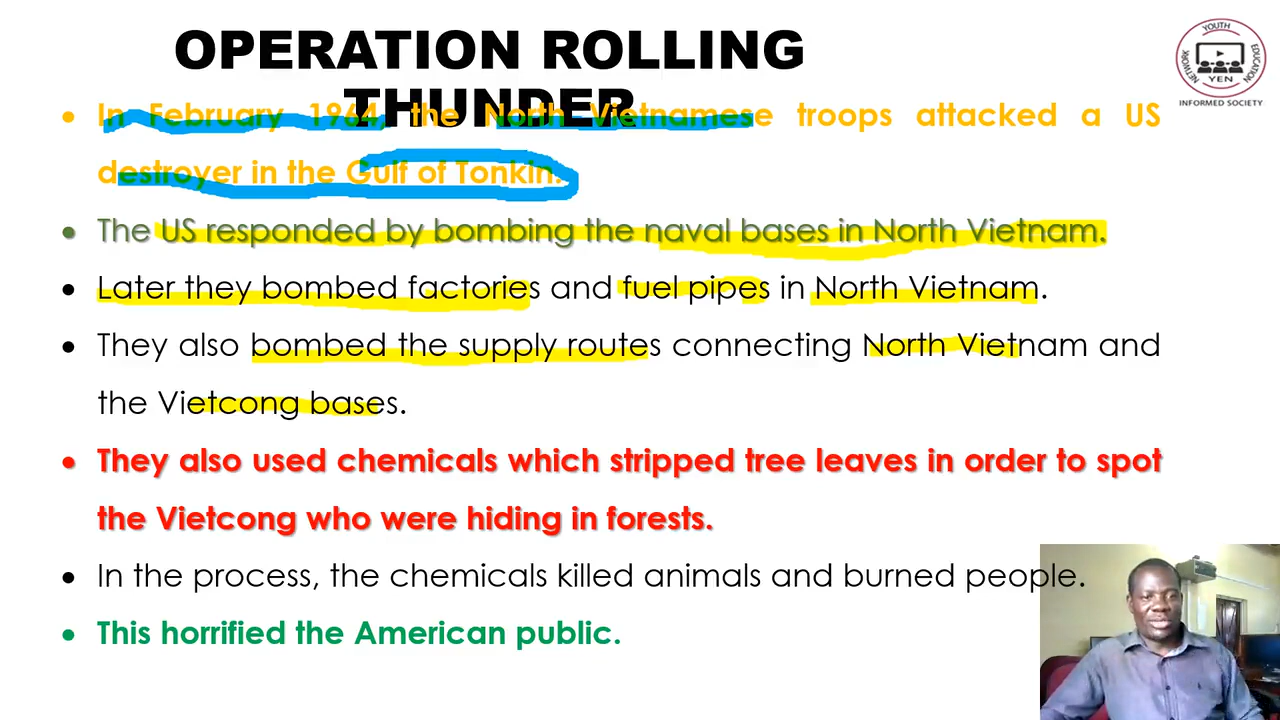 OPERATION ROLLING
THUNDER
• In February 1964, the North Vietnamese troops attacked a US
destroyer in the Gulf of Tonkin.
• The US responded by bombing the naval bases in North Vietnam.
• Later they bombed factories and fuel pipes in North Vietnam.
• They also bombed the supply routes connecting North Vietnam and
the Vietcong bases.
• They also used chemicals which stripped tree leaves in order to spot
the Vietcong who were hiding in forests.
• In the process, the chemicals killed animals and burned people.
• This horrified the American public.
YOUTH
NETWORK
EDUCATION
YEN
INFORMED SOCIETY